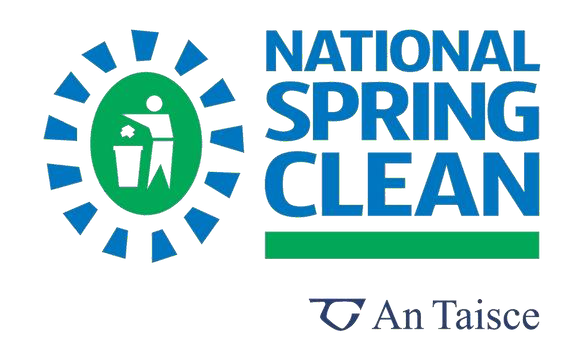 NATIONAL
SPRING
CLEAN
An Taisce